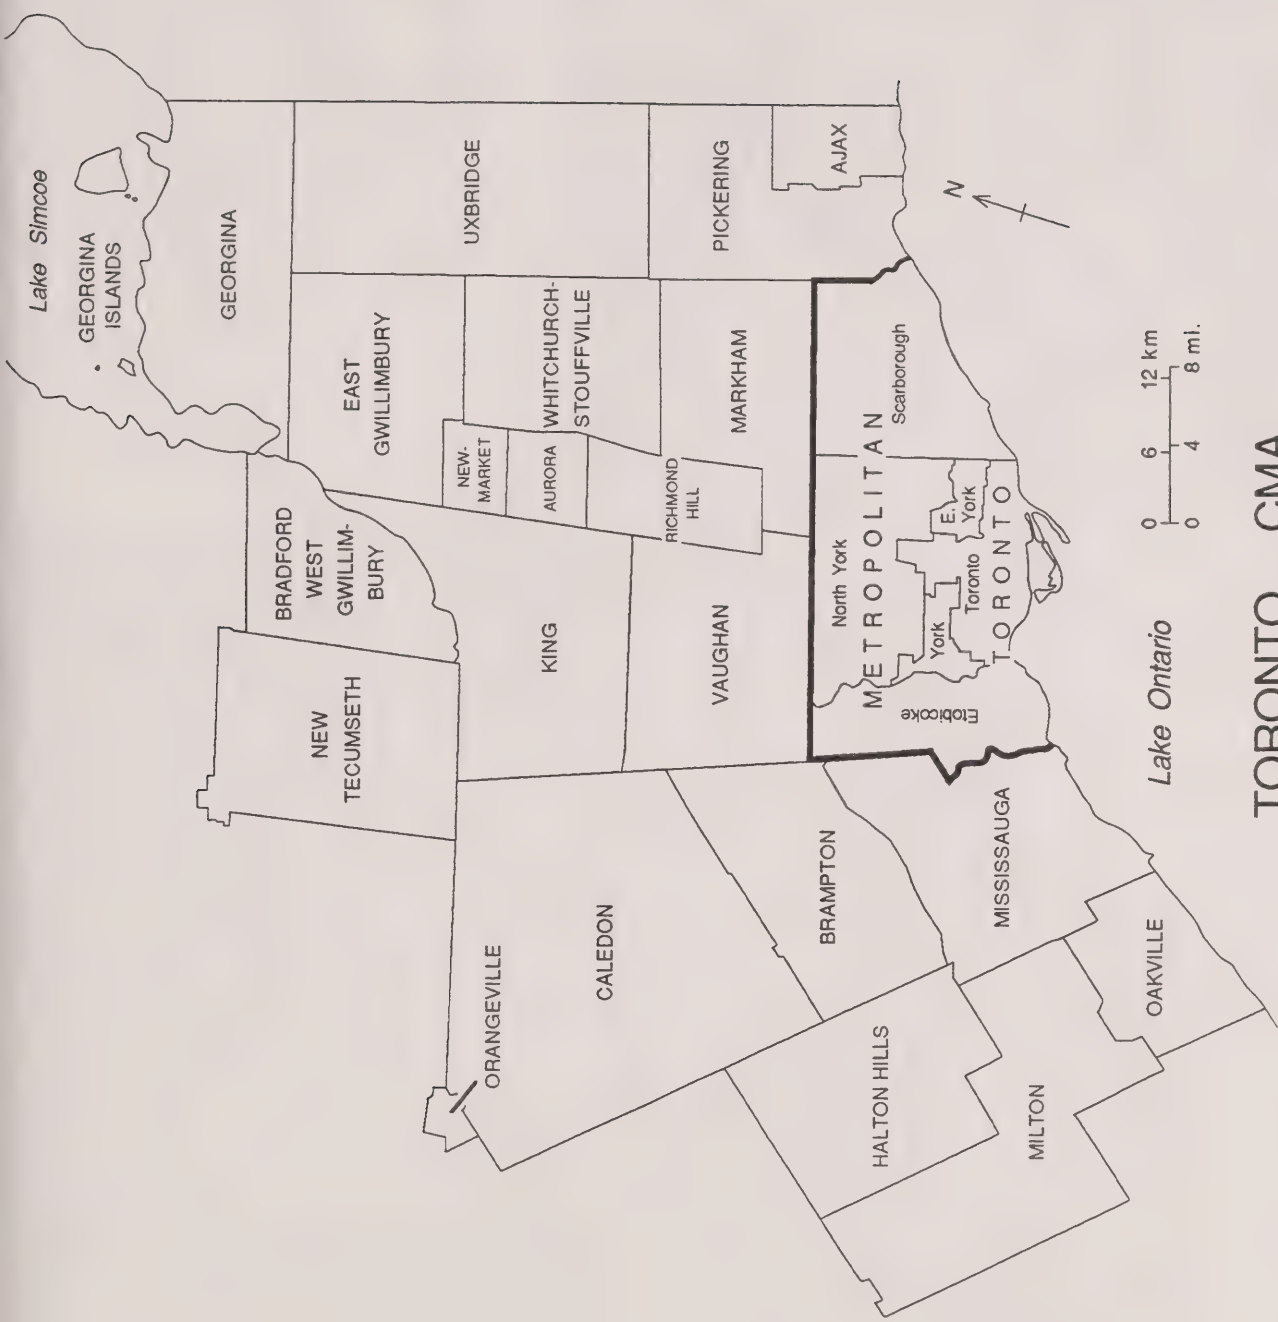 Lake Simcoe
GEORGINA
ISLANDS
GEORGINA
BRADFORD
WEST
GWILLIM-
BURY
EAST
GWILLIMBURY
UXBRIDGE
NEW
TECUMSETH
NEW-
MARKET
WHITCHURCH-
STOUFFVILLE
AURORA
KING
RICHMOND
HILL
MARKHAM
PICKERING
AJAX
VAUGHAN
ORANGEVILLE
CALEDON
BRAMPTON
North York
METROPOLITAN
Scarborough
Etobicoke
York
E.
York
Toronto
TORONTO
N
HALTON HILLS
MISSISSAUGA
MILTON
OAKVILLE
Lake Ontario
0 6 12 km
0 4 8 mi.
TORONTO CMA